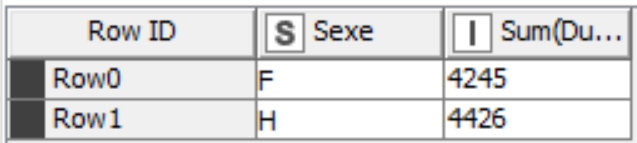 Row ID S Sexe I Sum(Du...
Row0 F 4245
Row1 H 4426